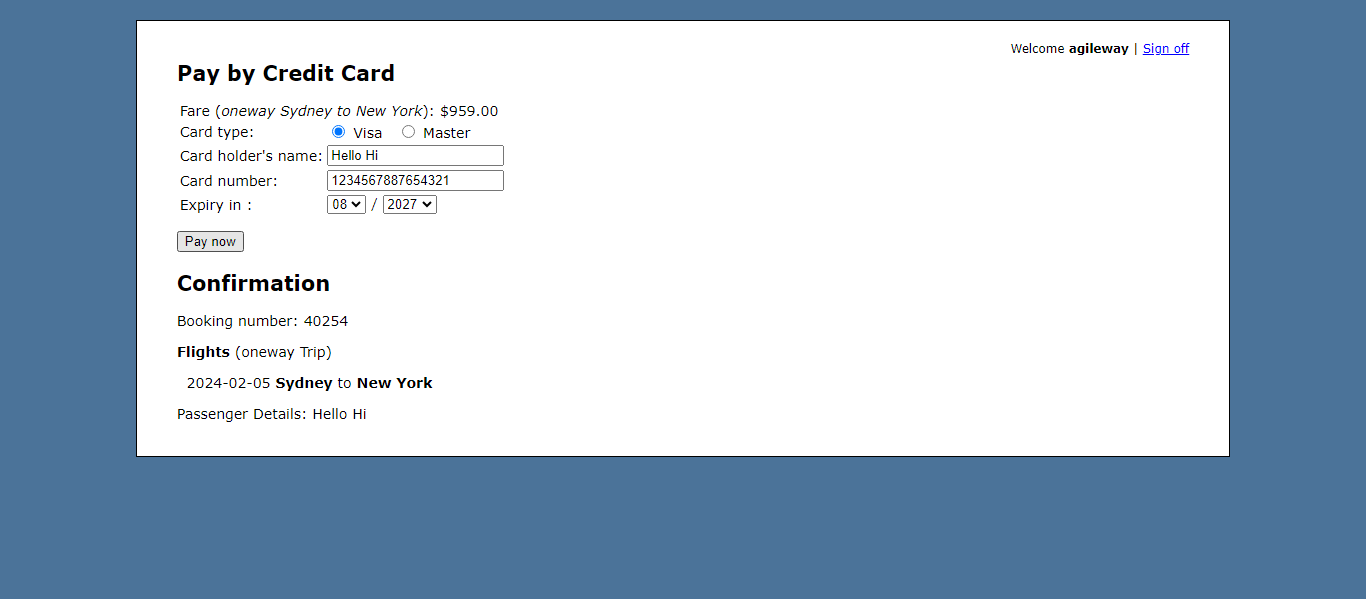 Welcome agileway | Sign off
Pay by Credit Card
Fare (oneway Sydney to New York): $959.00
Card type: Visa Master
Card holder's name: Hello Hi
Card number: 1234567887654321
Expiry in : 08 / 2027
Pay now
Confirmation
Booking number: 40254
Flights (oneway Trip)
2024-02-05 Sydney to New York
Passenger Details: Hello Hi